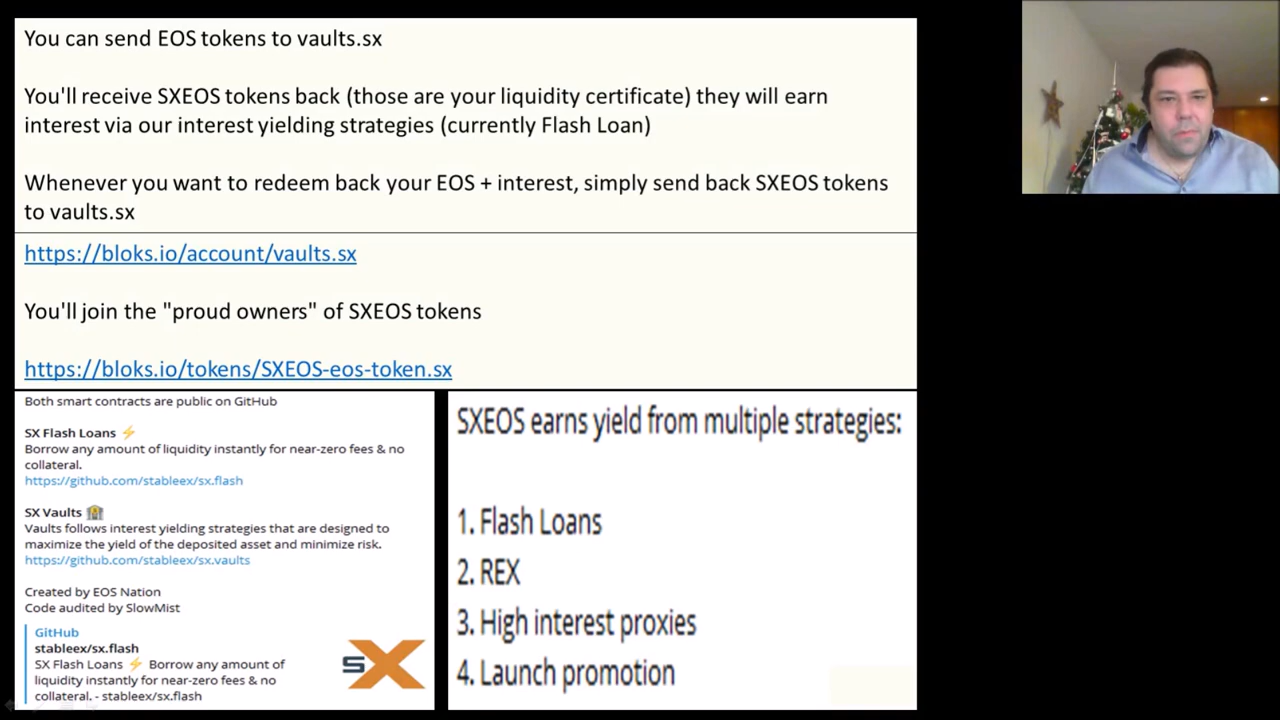 You can send EOS tokens to vaults.sx
You'll receive SXEOS tokens back (those are your liquidity certificate) they will earn
interest via our interest yielding strategies (currently Flash Loan)
Whenever you want to redeem back your EOS + interest, simply send back SXEOS tokens
to vaults.sx
https://bloks.io/account/vaults.sx
You'll join the "proud owners" of SXEOS tokens
https://bloks.io/tokens/SXEOS-eos-token.sx
Both smart contracts are public on GitHub
SX Flash Loans ⚡
Borrow any amount of liquidity instantly for near-zero fees & no
collateral.
https://github.com/stableex/sx.flash
SX Vaults 🏦
Vaults follows interest yielding strategies that are designed to
maximize the yield of the deposited asset and minimize risk.
https://github.com/stableex/sx.vaults
Created by EOS Nation
Code audited by SlowMist
GitHub
stableex/sx.flash
SX Flash Loans ⚡ Borrow any amount of
liquidity instantly for near-zero fees & no
collateral. - stableex/sx.flash
SX
SXEOS earns yield from multiple strategies:
1. Flash Loans
2. REX
3. High interest proxies
4. Launch promotion